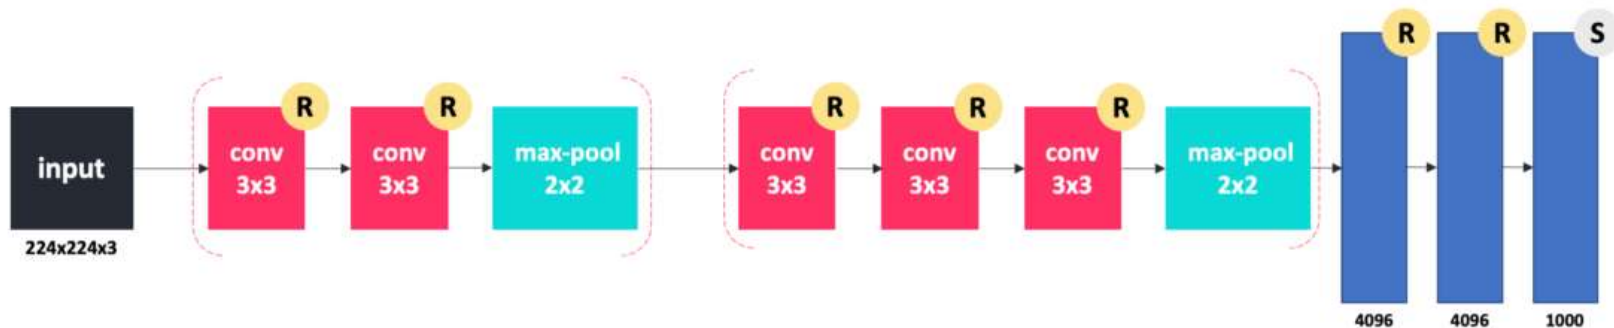 input
224x224x3
R
conv
3x3
R
conv
3x3
max-pool
2x2
R
conv
3x3
R
conv
3x3
R
conv
3x3
max-pool
2x2
R
4096
R
4096
S
1000